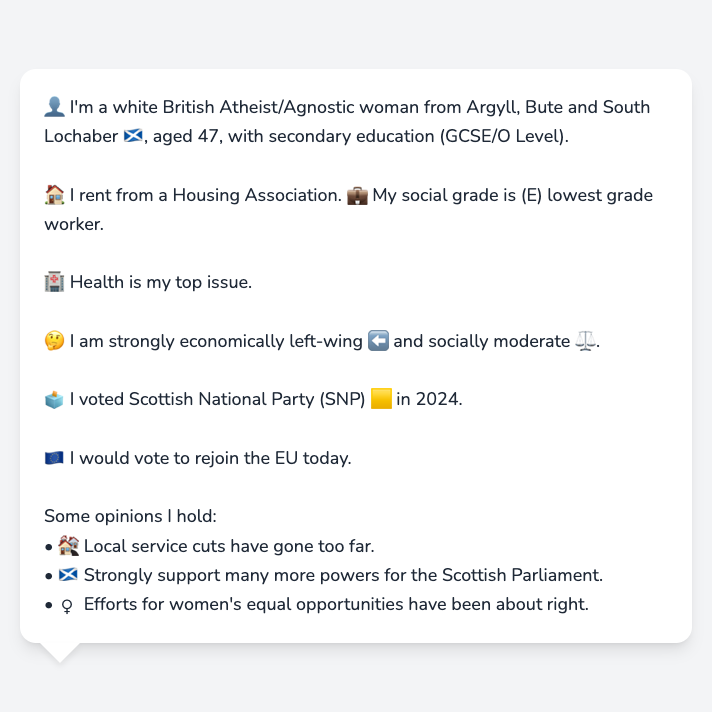 👤 I'm a white British Atheist/Agnostic woman from Argyll, Bute and South
Lochaber 🏴󠁧󠁢󠁳󠁣󠁴󠁿, aged 47, with secondary education (GCSE/O Level).
🏠 I rent from a Housing Association. 💼 My social grade is (E) lowest grade
worker.
🏥 Health is my top issue.
🤔 I am strongly economically left-wing ⬅️ and socially moderate ⚖️.
🗳️ I voted Scottish National Party (SNP) 🟨 in 2024.
🇪🇺 I would vote to rejoin the EU today.
Some opinions I hold:
• 🏚️ Local service cuts have gone too far.
• 🏴󠁧󠁢󠁳󠁣󠁴󠁿 Strongly support many more powers for the Scottish Parliament.
• ♀ Efforts for women's equal opportunities have been about right.